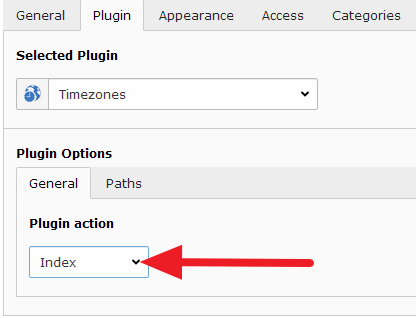 General Plugin Appearance Access Categories
Selected Plugin
Timezones
Plugin Options
General Paths
Plugin action
Index